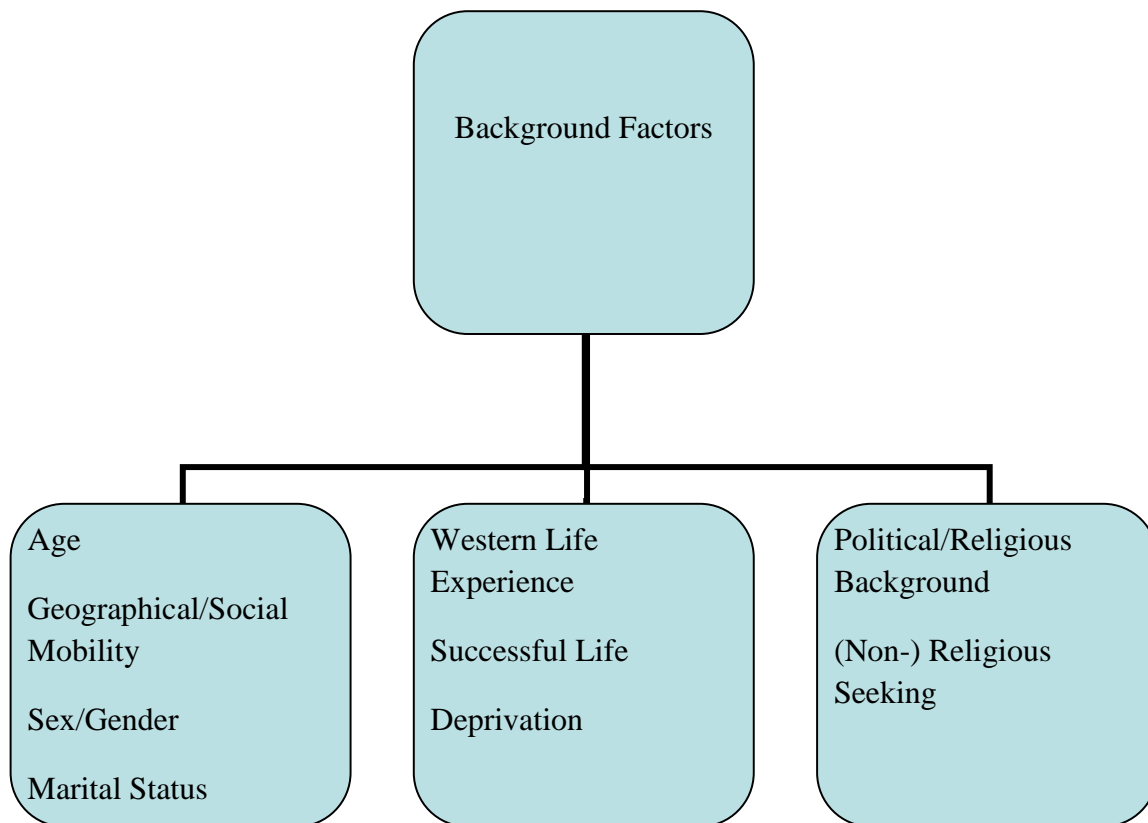 Background Factors
Age
Geographical/Social
Mobility
Sex/Gender
Marital Status
Western Life
Experience
Successful Life
Deprivation
Political/Religious
Background
(Non-) Religious
Seeking